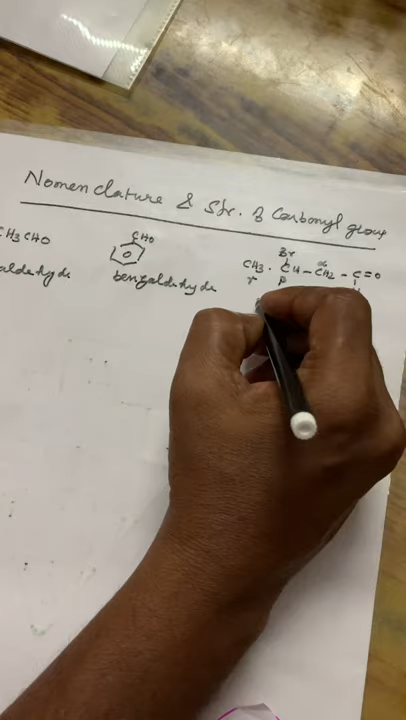 Nomenclature & Str. of Carbonyl group
CH3CHO
CHO
Br
CH3 . CH - CH2 - C=O
α
γ β
aldehyde
benzaldehyde